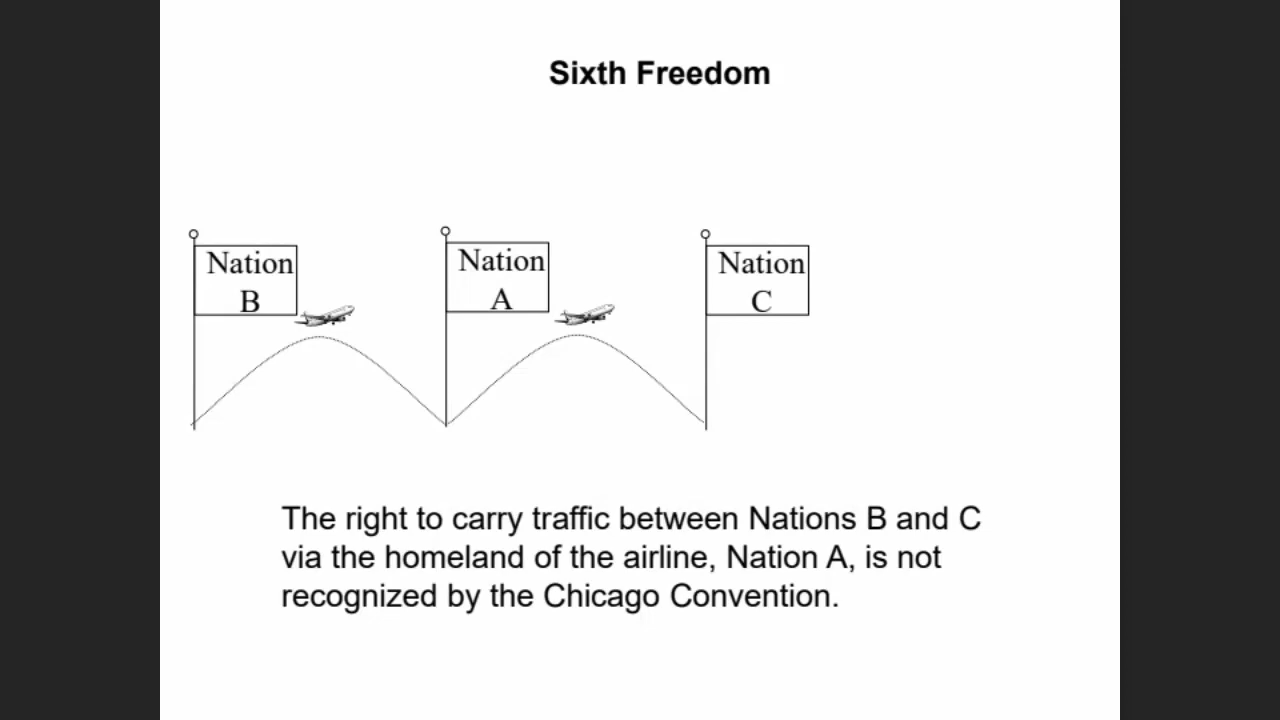 Sixth Freedom
Nation
B
Nation
A
Nation
C
The right to carry traffic between Nations B and C
via the homeland of the airline, Nation A, is not
recognized by the Chicago Convention.